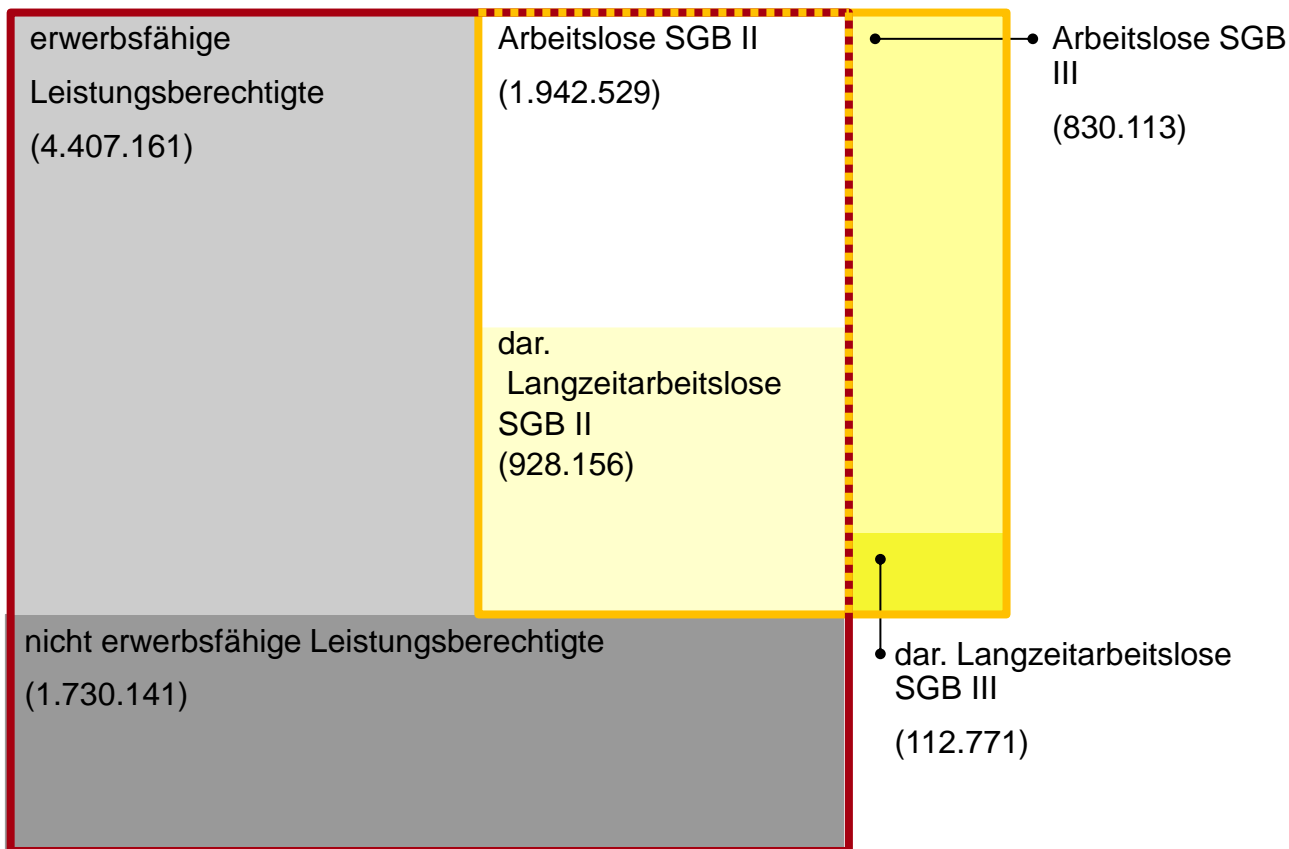 erwerbsfähige
Leistungsberechtigte
(4.407.161)
Arbeitslose SGB II
(1.942.529)
Arbeitslose SGB
III
(830.113)
dar.
Langzeitarbeitslose
SGB II
(928.156)
nicht erwerbsfähige Leistungsberechtigte
(1.730.141)
dar. Langzeitarbeitslose
SGB III
(112.771)